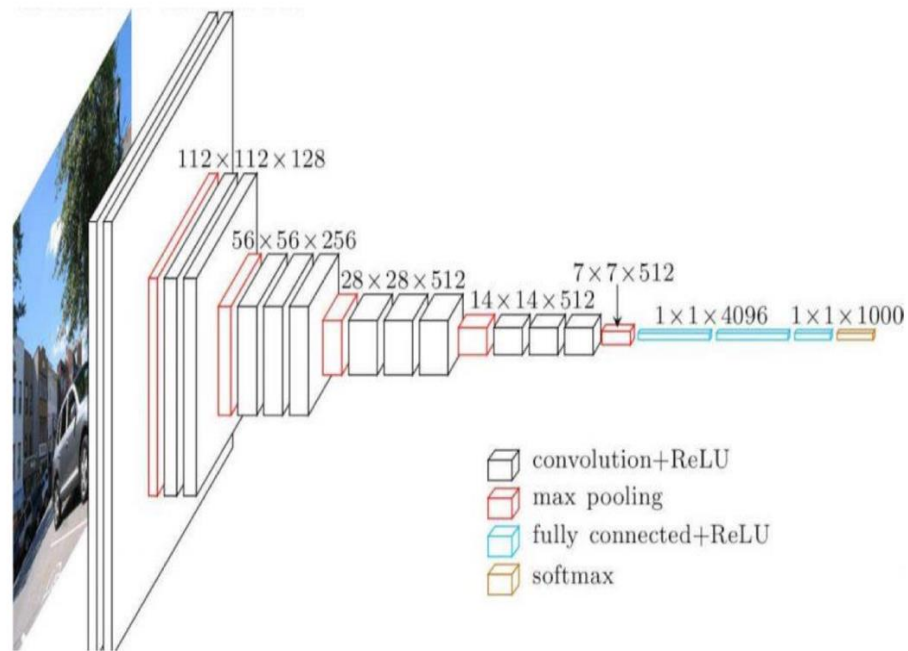 112×112×128
56×56×256
28×28×512
14×14×512
7×7×512
1×1×4096
1×1×1000
convolution+ReLU
max pooling
fully connected+ReLU
softmax